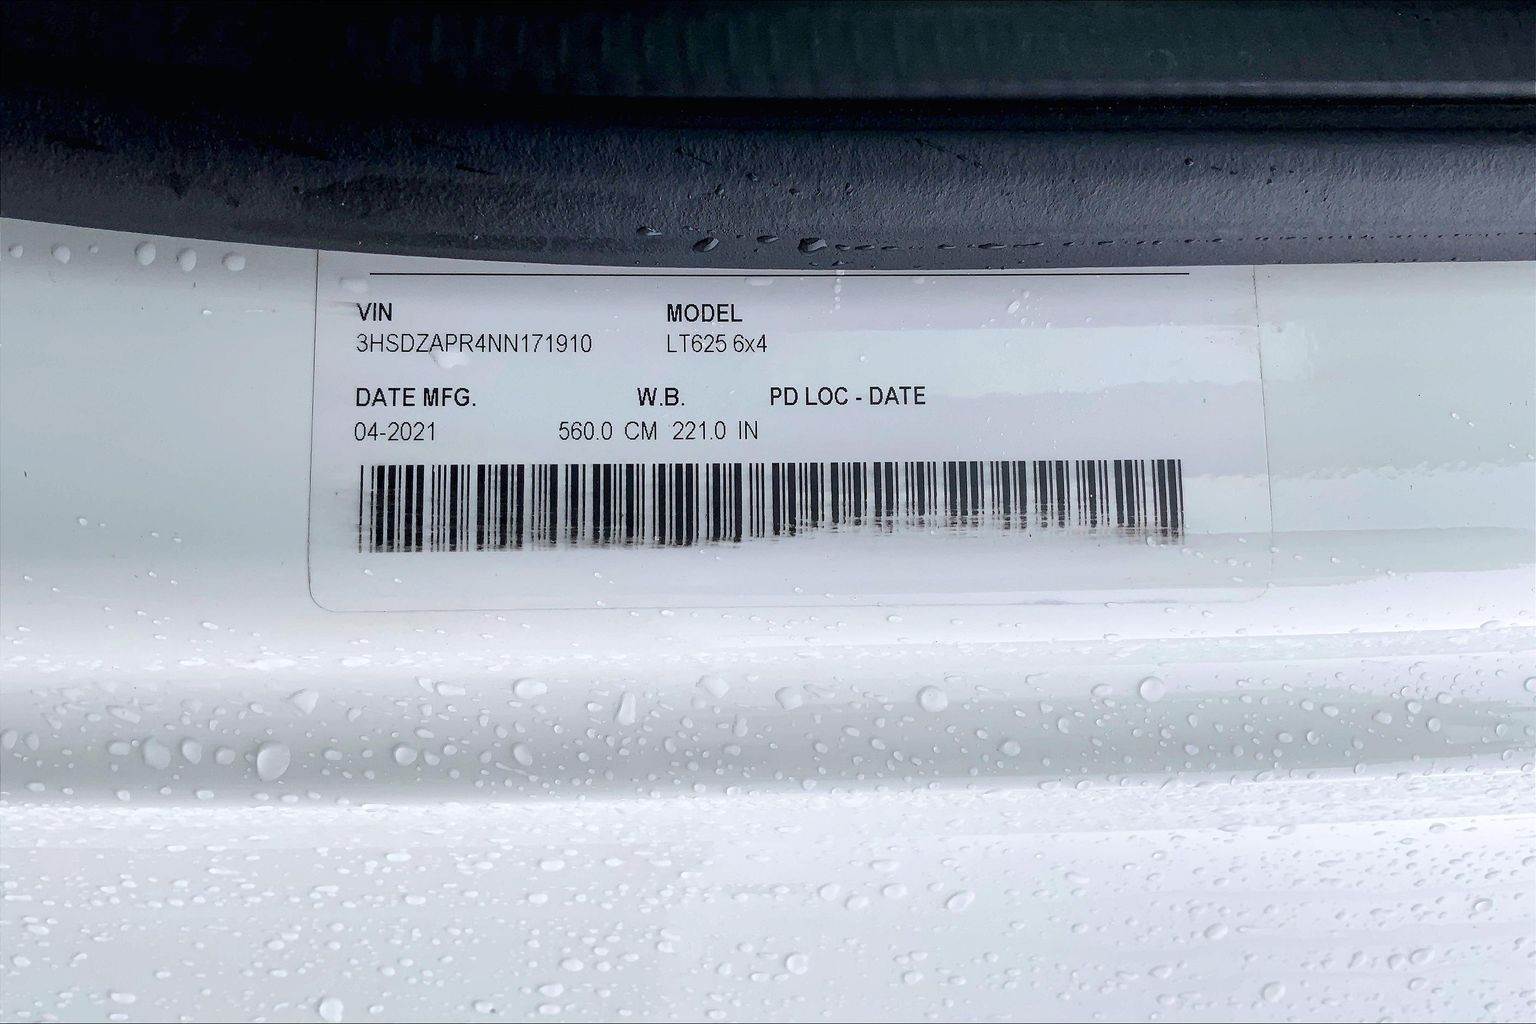 VIN MODEL
3HSDZAPR4NN171910 LT625 6x4
DATE MFG. W.B. PD LOC - DATE
04-2021 560.0 CM 221.0 IN